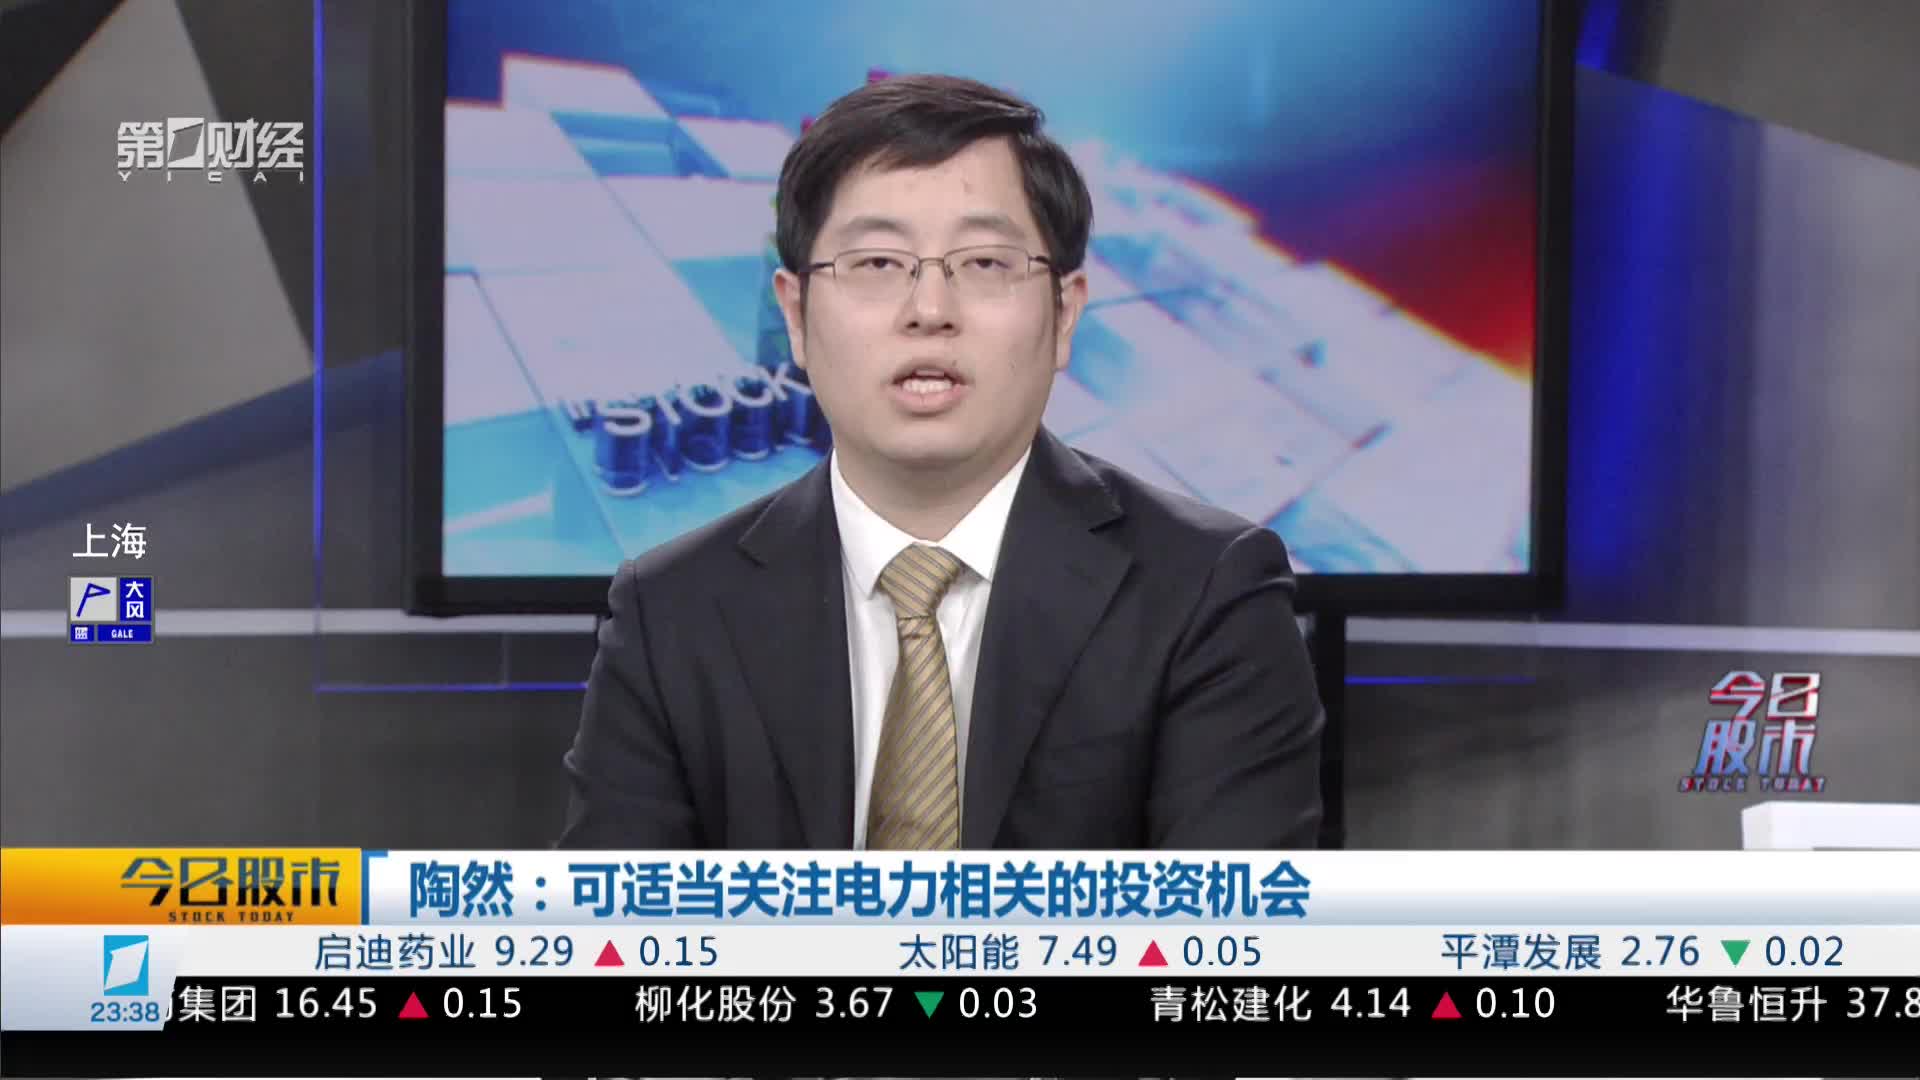 第一财经
YICAI
STOCK
上海
大风
蓝 GALE
今日
股市
STOCK TODAY
今日股市 陶然：可适当关注电力相关的投资机会
STOCK TODAY
启迪药业 9.29 ▲ 0.15 太阳能 7.49 ▲ 0.05 平潭发展 2.76 ▼ 0.02
23:38 集团 16.45 ▲ 0.15 柳化股份 3.67 ▼ 0.03 青松建化 4.14 ▲ 0.10 华鲁恒升 37.8